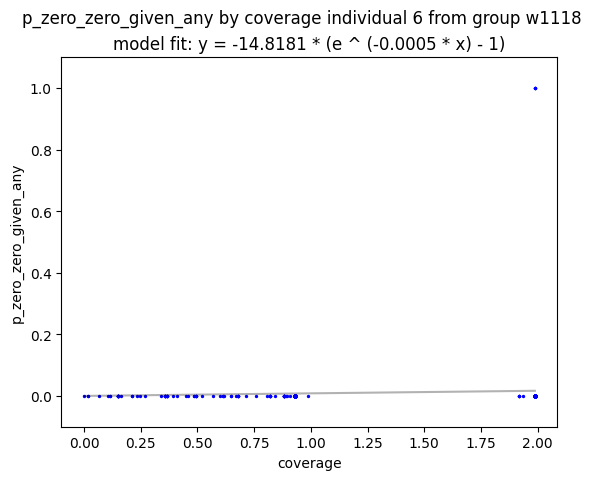 p_zero_zero_given_any by coverage individual 6 from group w1118
model fit: y = -14.8181 * (e ^ (-0.0005 * x) - 1)
1.0
0.8
0.6
0.4
0.2
0.0
p_zero_zero_given_any
0.00 0.25 0.50 0.75 1.00 1.25 1.50 1.75 2.00
coverage